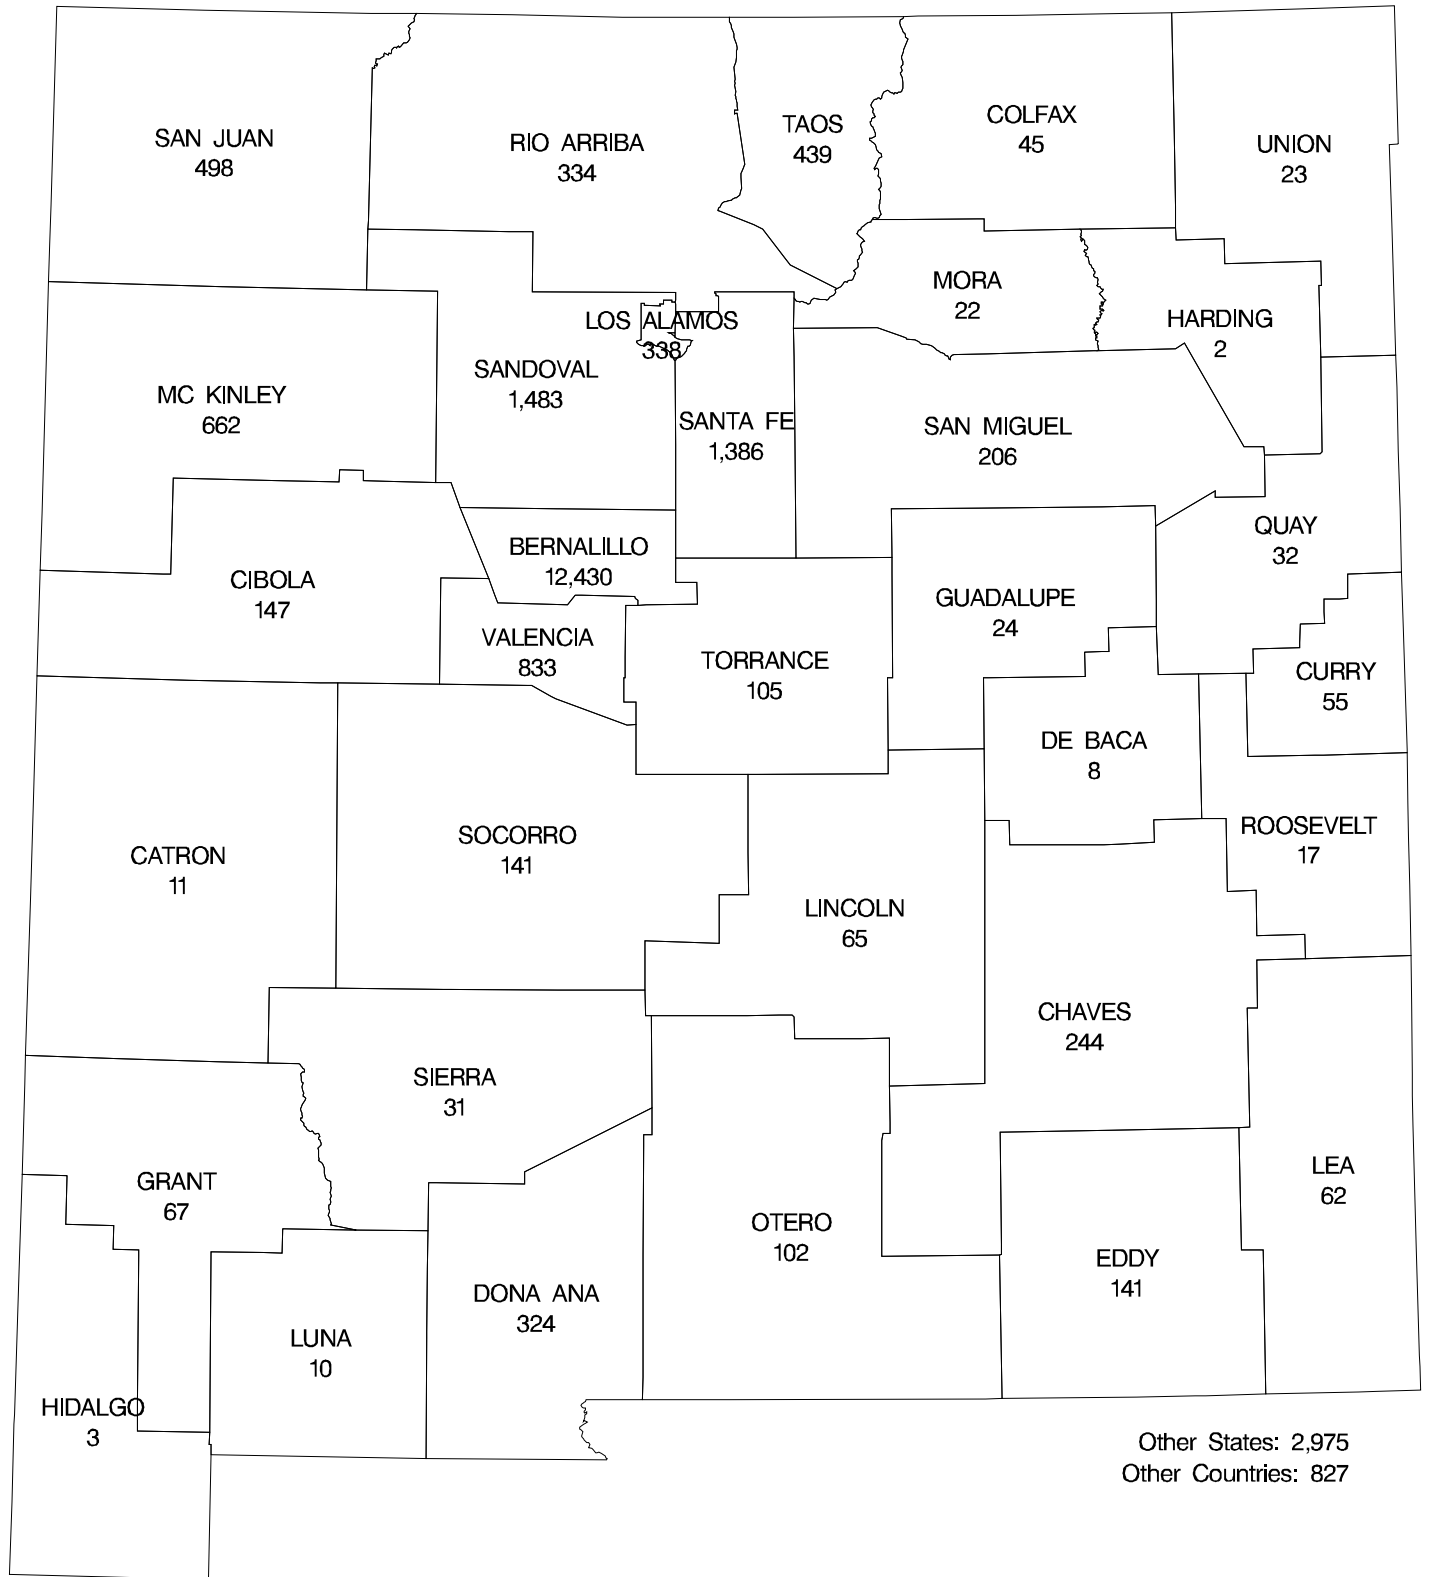 SAN JUAN
498
RIO ARRIBA
334
TAOS
439
COLFAX
45
UNION
23
MORA
22
HARDING
2
LOS ALAMOS
338
SANDOVAL
1,483
MC KINLEY
662
SANTA FE
1,386
SAN MIGUEL
206
QUAY
32
BERNALILLO
12,430
CIBOLA
147
GUADALUPE
24
VALENCIA
833
TORRANCE
105
CURRY
55
DE BACA
8
ROOSEVELT
17
SOCORRO
141
CATRON
11
LINCOLN
65
CHAVES
244
SIERRA
31
LEA
62
GRANT
67
OTERO
102
EDDY
141
DONA ANA
324
LUNA
10
HIDALGO
3
Other States: 2,975
Other Countries: 827